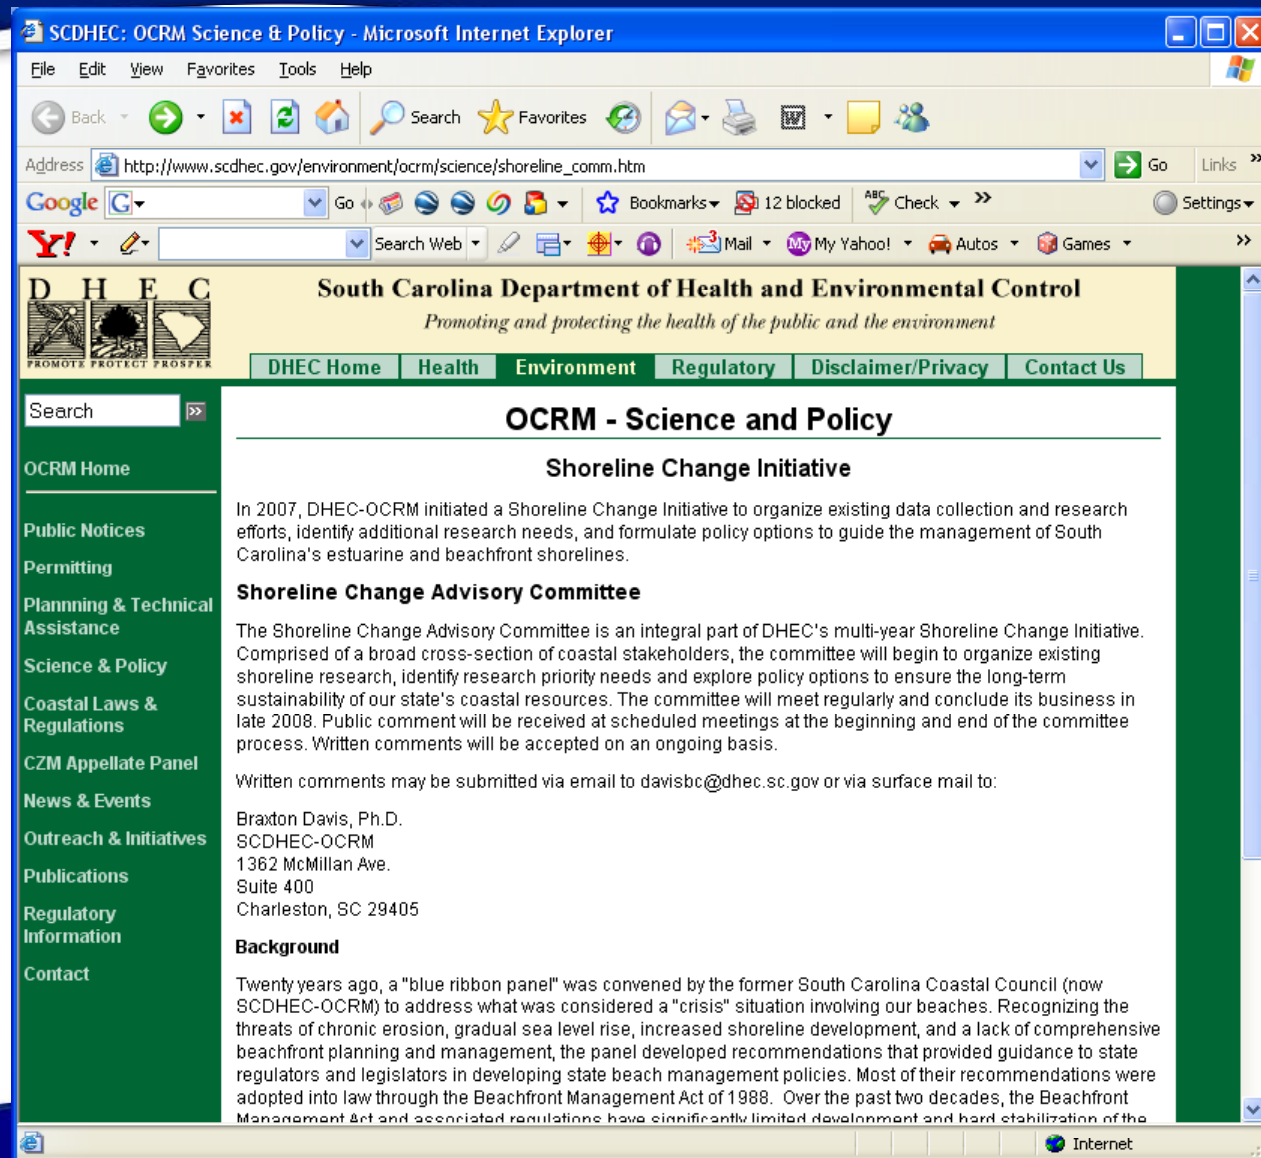 SCDHEC: OCRM Science & Policy - Microsoft Internet Explorer
File Edit View Favorites Tools Help
Back Search Favorites
Address http://www.scdhec.gov/environment/ocrm/science/shoreline_comm.htm Go Links »
Google G Go Bookmarks 12 blocked ABC Check » Settings
Y! Search Web 3 Mail My My Yahoo! Autos Games »
D H E C
PROMOTE PROTECT PROSPER
South Carolina Department of Health and Environmental Control
Promoting and protecting the health of the public and the environment
DHEC Home Health Environment Regulatory Disclaimer/Privacy Contact Us
Search »
OCRM Home
Public Notices
Permitting
Plannning & Technical
Assistance
Science & Policy
Coastal Laws &
Regulations
CZM Appellate Panel
News & Events
Outreach & Initiatives
Publications
Regulatory
Information
Contact
OCRM - Science and Policy
Shoreline Change Initiative
In 2007, DHEC-OCRM initiated a Shoreline Change Initiative to organize existing data collection and research
efforts, identify additional research needs, and formulate policy options to guide the management of South
Carolina's estuarine and beachfront shorelines.
Shoreline Change Advisory Committee
The Shoreline Change Advisory Committee is an integral part of DHEC's multi-year Shoreline Change Initiative.
Comprised of a broad cross-section of coastal stakeholders, the committee will begin to organize existing
shoreline research, identify research priority needs and explore policy options to ensure the long-term
sustainability of our state's coastal resources. The committee will meet regularly and conclude its business in
late 2008. Public comment will be received at scheduled meetings at the beginning and end of the committee
process. Written comments will be accepted on an ongoing basis.
Written comments may be submitted via email to davisbc@dhec.sc.gov or via surface mail to:
Braxton Davis, Ph.D.
SCDHEC-OCRM
1362 McMillan Ave.
Suite 400
Charleston, SC 29405
Background
Twenty years ago, a "blue ribbon panel" was convened by the former South Carolina Coastal Council (now
SCDHEC-OCRM) to address what was considered a "crisis" situation involving our beaches. Recognizing the
threats of chronic erosion, gradual sea level rise, increased shoreline development, and a lack of comprehensive
beachfront planning and management, the panel developed recommendations that provided guidance to state
regulators and legislators in developing state beach management policies. Most of their recommendations were
adopted into law through the Beachfront Management Act of 1988. Over the past two decades, the Beachfront
Management Act and associated regulations have significantly limited development and hard stabilization of the
Internet